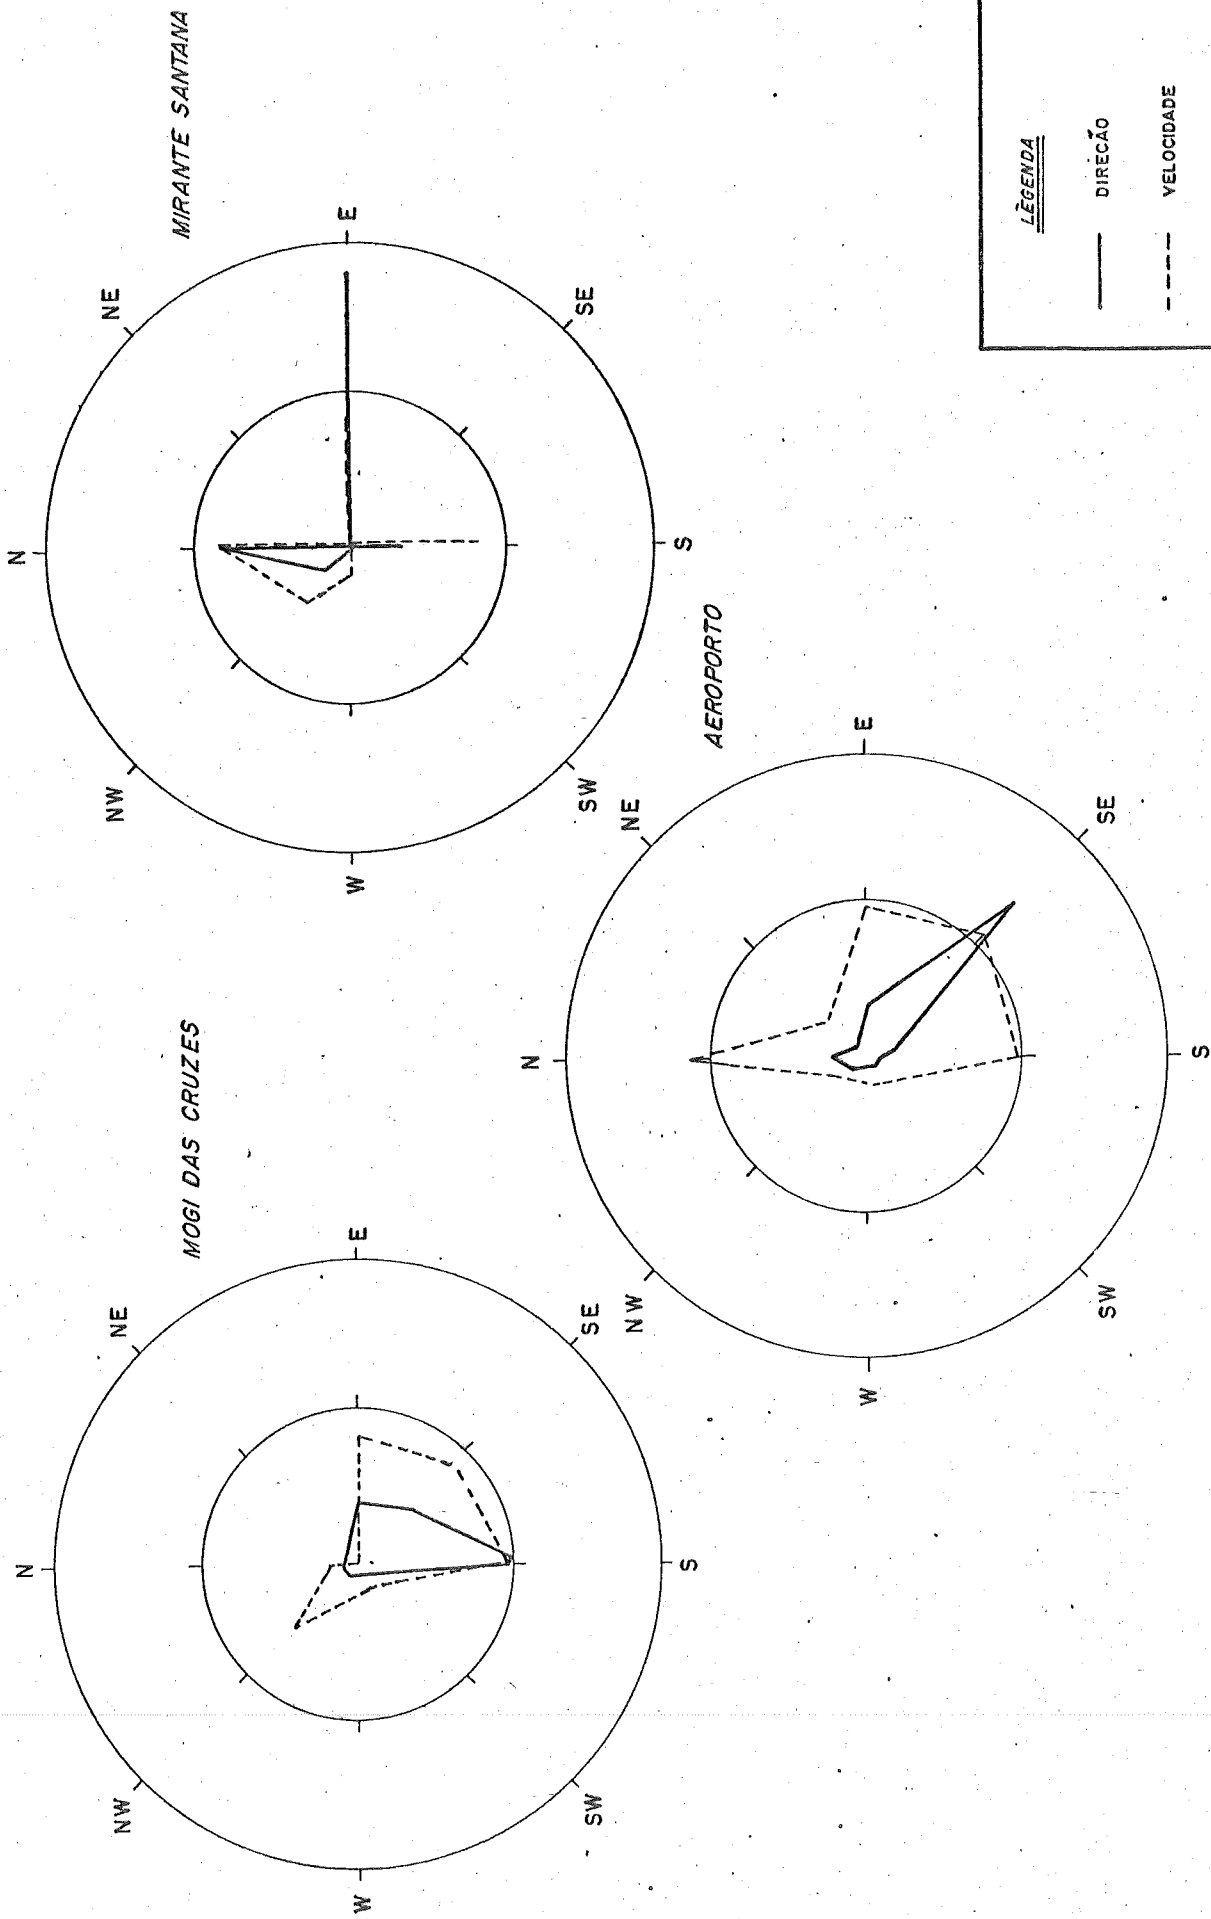 MOGI DAS CRUZES
N
NE
E
SE
S
SW
W
NW
MIRANTE SANTANA
N
NE
E
SE
S
SW
W
NW
AEROPORTO
N
NE
E
SE
S
SW
W
NW
LEGENDA
DIREÇÃO
VELOCIDADE